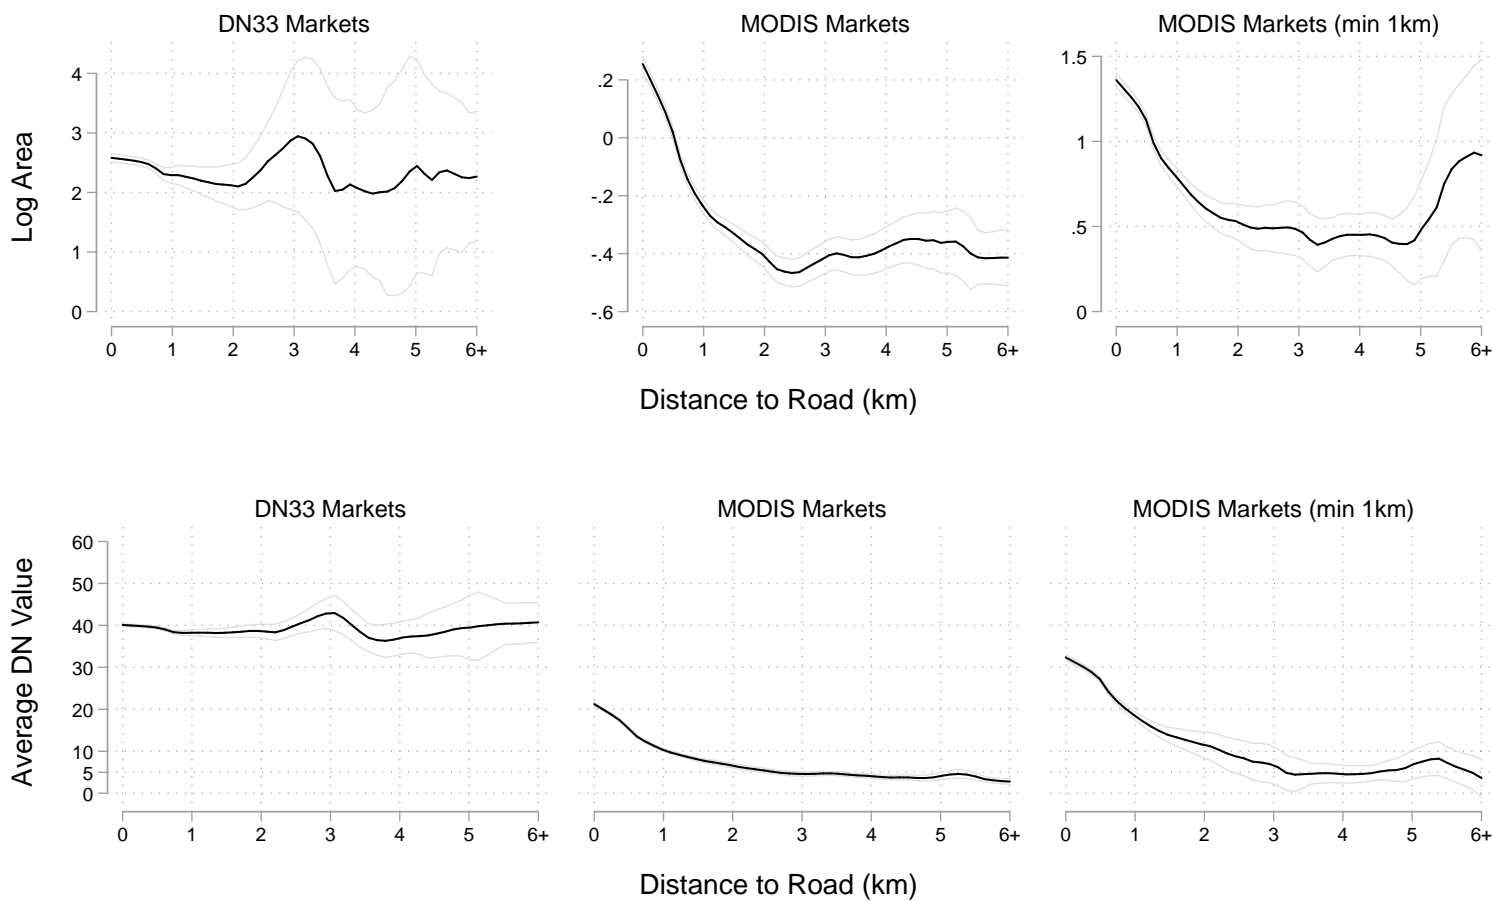 DN33 Markets
MODIS Markets
MODIS Markets (min 1km)
Log Area
4
3
2
1
0
0 1 2 3 4 5 6+
.2
0
-.2
-.4
-.6
0 1 2 3 4 5 6+
1.5
1
.5
0
0 1 2 3 4 5 6+
Distance to Road (km)
DN33 Markets
MODIS Markets
MODIS Markets (min 1km)
Average DN Value
60
50
40
30
20
10
5
0
0 1 2 3 4 5 6+
0 1 2 3 4 5 6+
0 1 2 3 4 5 6+
Distance to Road (km)